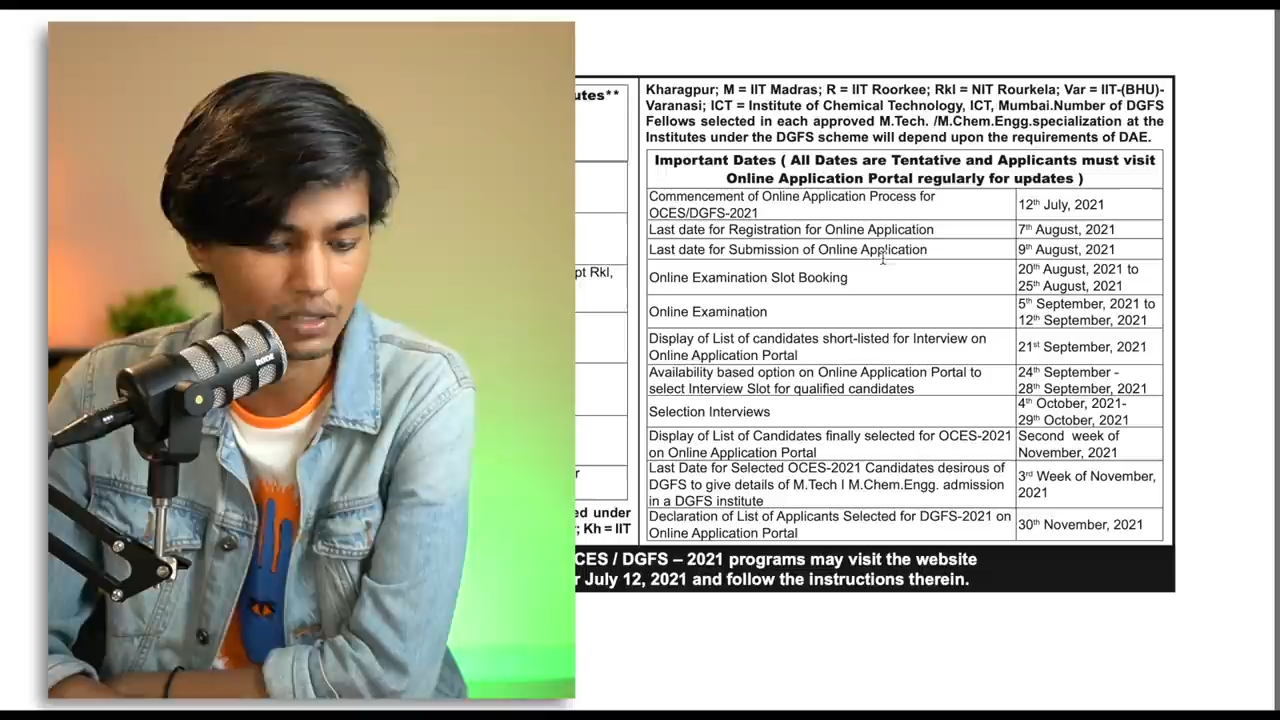 RØDE
utes**
pt Rkl,
r
ed under
; Kh = IIT
Kharagpur; M = IIT Madras; R = IIT Roorkee; Rkl = NIT Rourkela; Var = IIT-(BHU)-
Varanasi; ICT = Institute of Chemical Technology, ICT, Mumbai.Number of DGFS
Fellows selected in each approved M.Tech. /M.Chem.Engg.specialization at the
Institutes under the DGFS scheme will depend upon the requirements of DAE.
Important Dates ( All Dates are Tentative and Applicants must visit
Online Application Portal regularly for updates )
Commencement of Online Application Process for
OCES/DGFS-2021
12th July, 2021
Last date for Registration for Online Application
7th August, 2021
Last date for Submission of Online Application
9th August, 2021
Online Examination Slot Booking
20th August, 2021 to
25th August, 2021
Online Examination
5th September, 2021 to
12th September, 2021
Display of List of candidates short-listed for Interview on
Online Application Portal
21st September, 2021
Availability based option on Online Application Portal to
select Interview Slot for qualified candidates
24th September -
28th September, 2021
Selection Interviews
4th October, 2021-
29th October, 2021
Display of List of Candidates finally selected for OCES-2021
on Online Application Portal
Second week of
November, 2021
Last Date for Selected OCES-2021 Candidates desirous of
DGFS to give details of M.Tech I M.Chem.Engg. admission
in a DGFS institute
3rd Week of November,
2021
Declaration of List of Applicants Selected for DGFS-2021 on
Online Application Portal
30th November, 2021
CES / DGFS – 2021 programs may visit the website
r July 12, 2021 and follow the instructions therein.